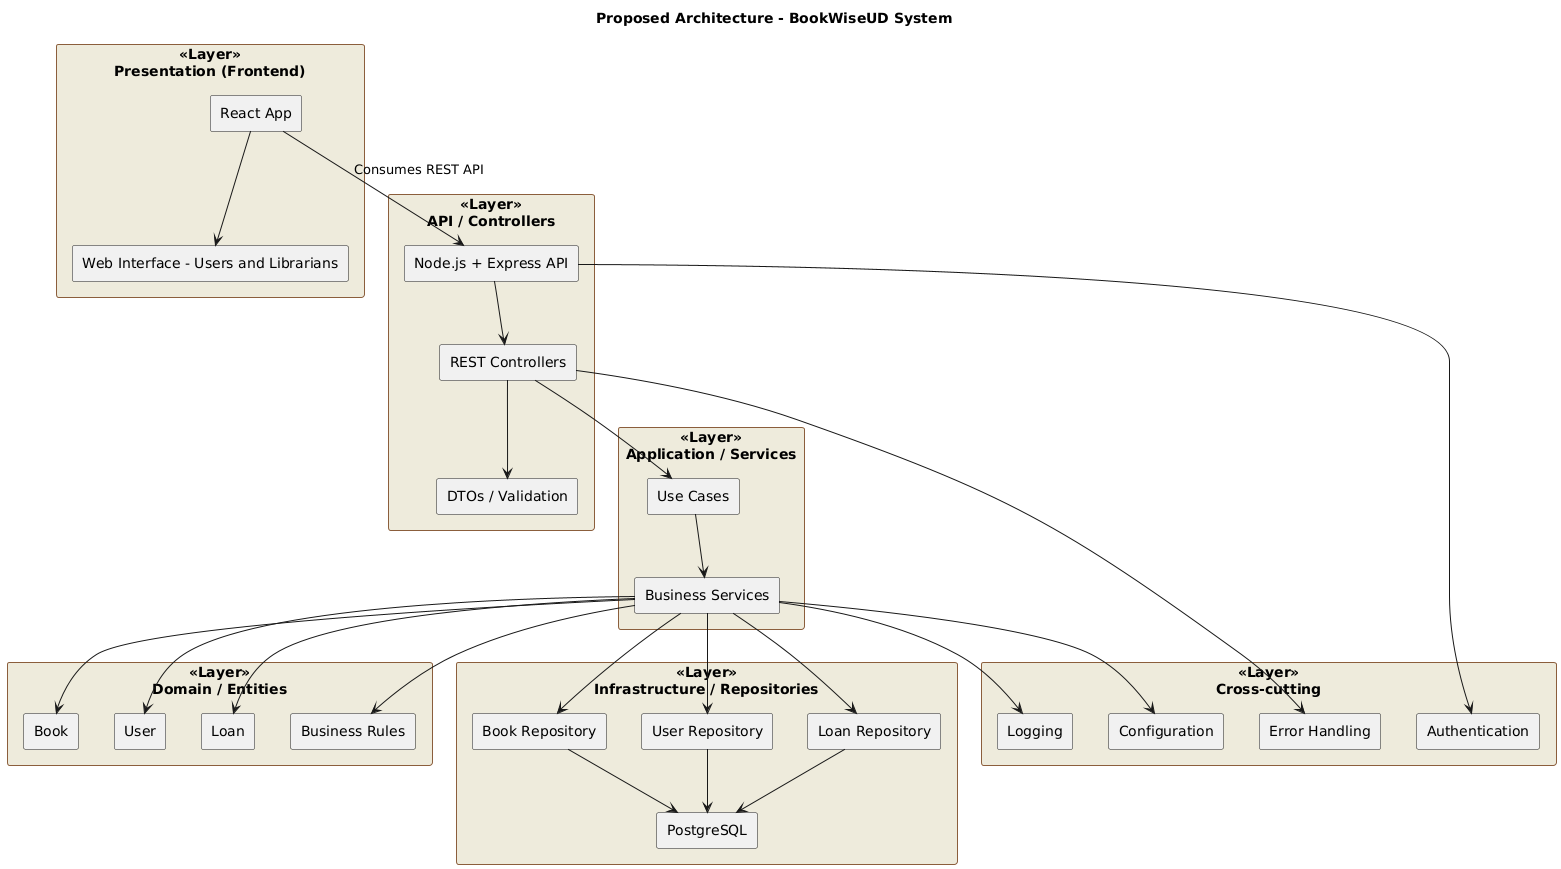 Proposed Architecture - BookWiseUD System
«Layer»
Presentation (Frontend)
React App
Consumes REST API
Web Interface - Users and Librarians
«Layer»
API / Controllers
Node.js + Express API
REST Controllers
DTOs / Validation
«Layer»
Application / Services
Use Cases
Business Services
«Layer»
Domain / Entities
Book
User
Loan
Business Rules
«Layer»
Infrastructure / Repositories
Book Repository
User Repository
Loan Repository
PostgreSQL
«Layer»
Cross-cutting
Logging
Configuration
Error Handling
Authentication